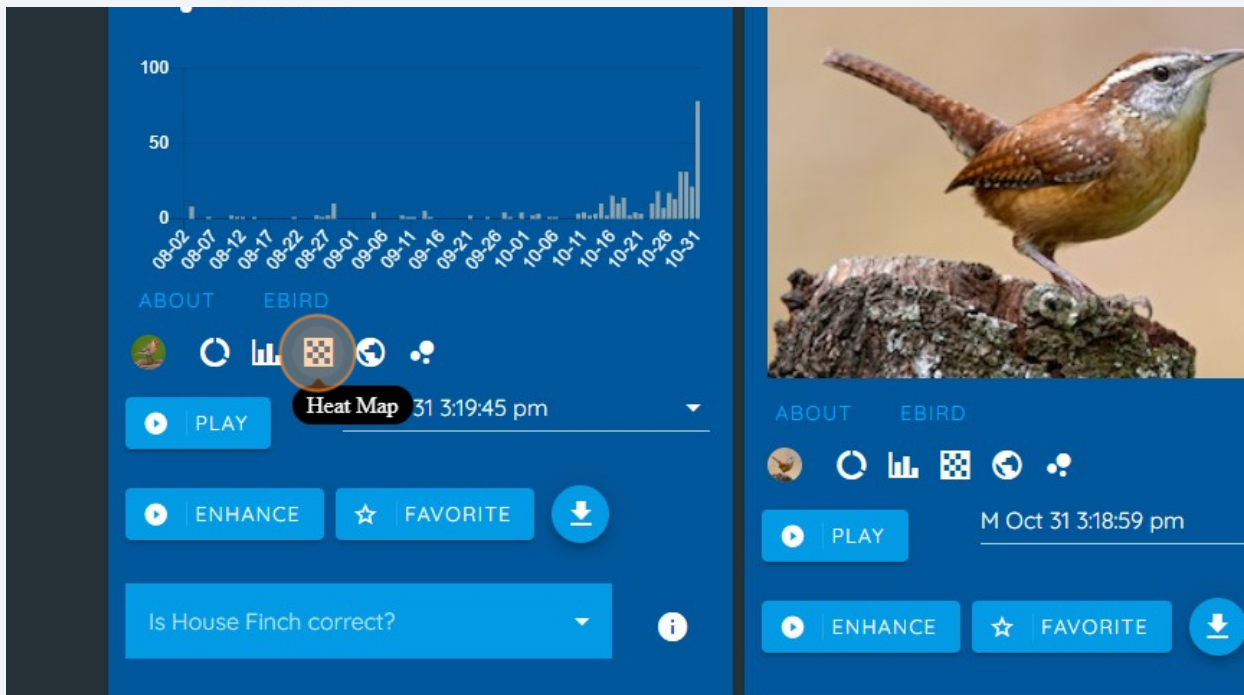 100
50
0
08-02 08-07 08-12 08-17 08-22 08-27 09-01 09-06 09-11 09-16 09-21 09-26 10-01 10-06 10-11 10-16 10-21 10-26 10-31
ABOUT EBIRD
Heat Map
31 3:19:45 pm
PLAY
ENHANCE FAVORITE
Is House Finch correct?
i
ABOUT EBIRD
M Oct 31 3:18:59 pm
PLAY
ENHANCE FAVORITE